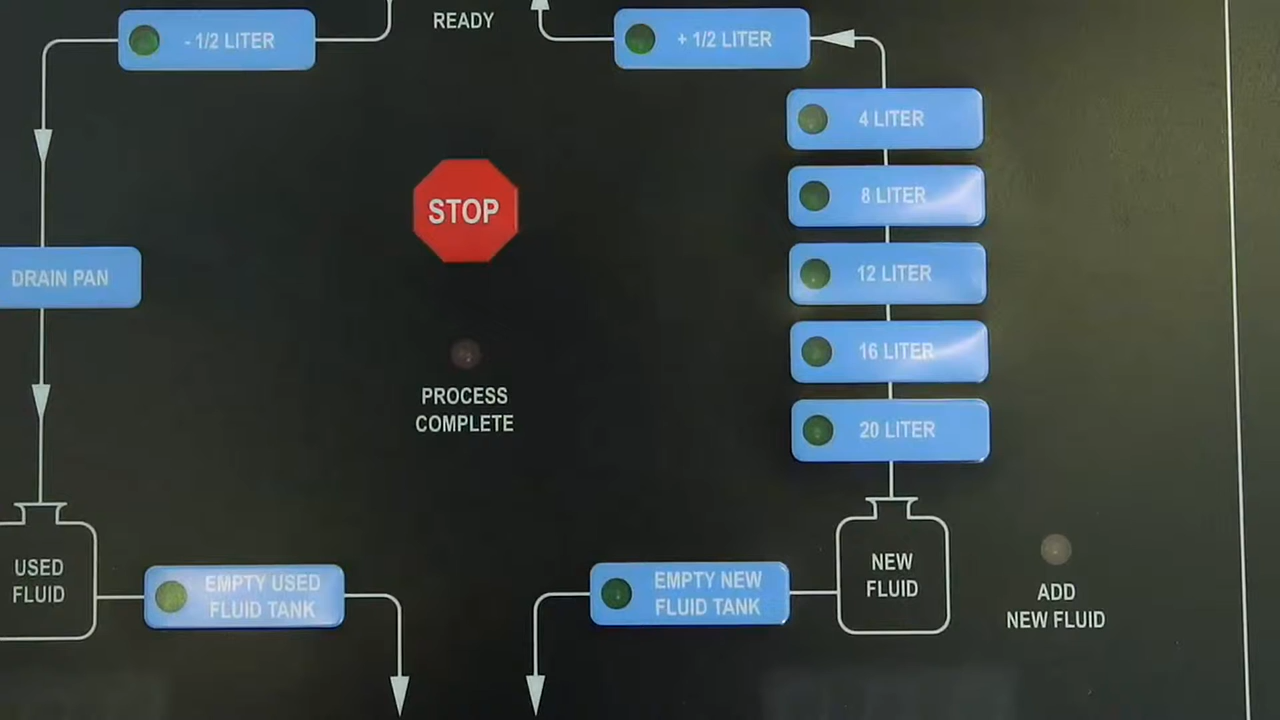 - 1/2 LITER
READY
+ 1/2 LITER
4 LITER
8 LITER
STOP
12 LITER
DRAIN PAN
16 LITER
PROCESS
COMPLETE
20 LITER
USED
FLUID
EMPTY USED
FLUID TANK
EMPTY NEW
FLUID TANK
NEW
FLUID
ADD
NEW FLUID